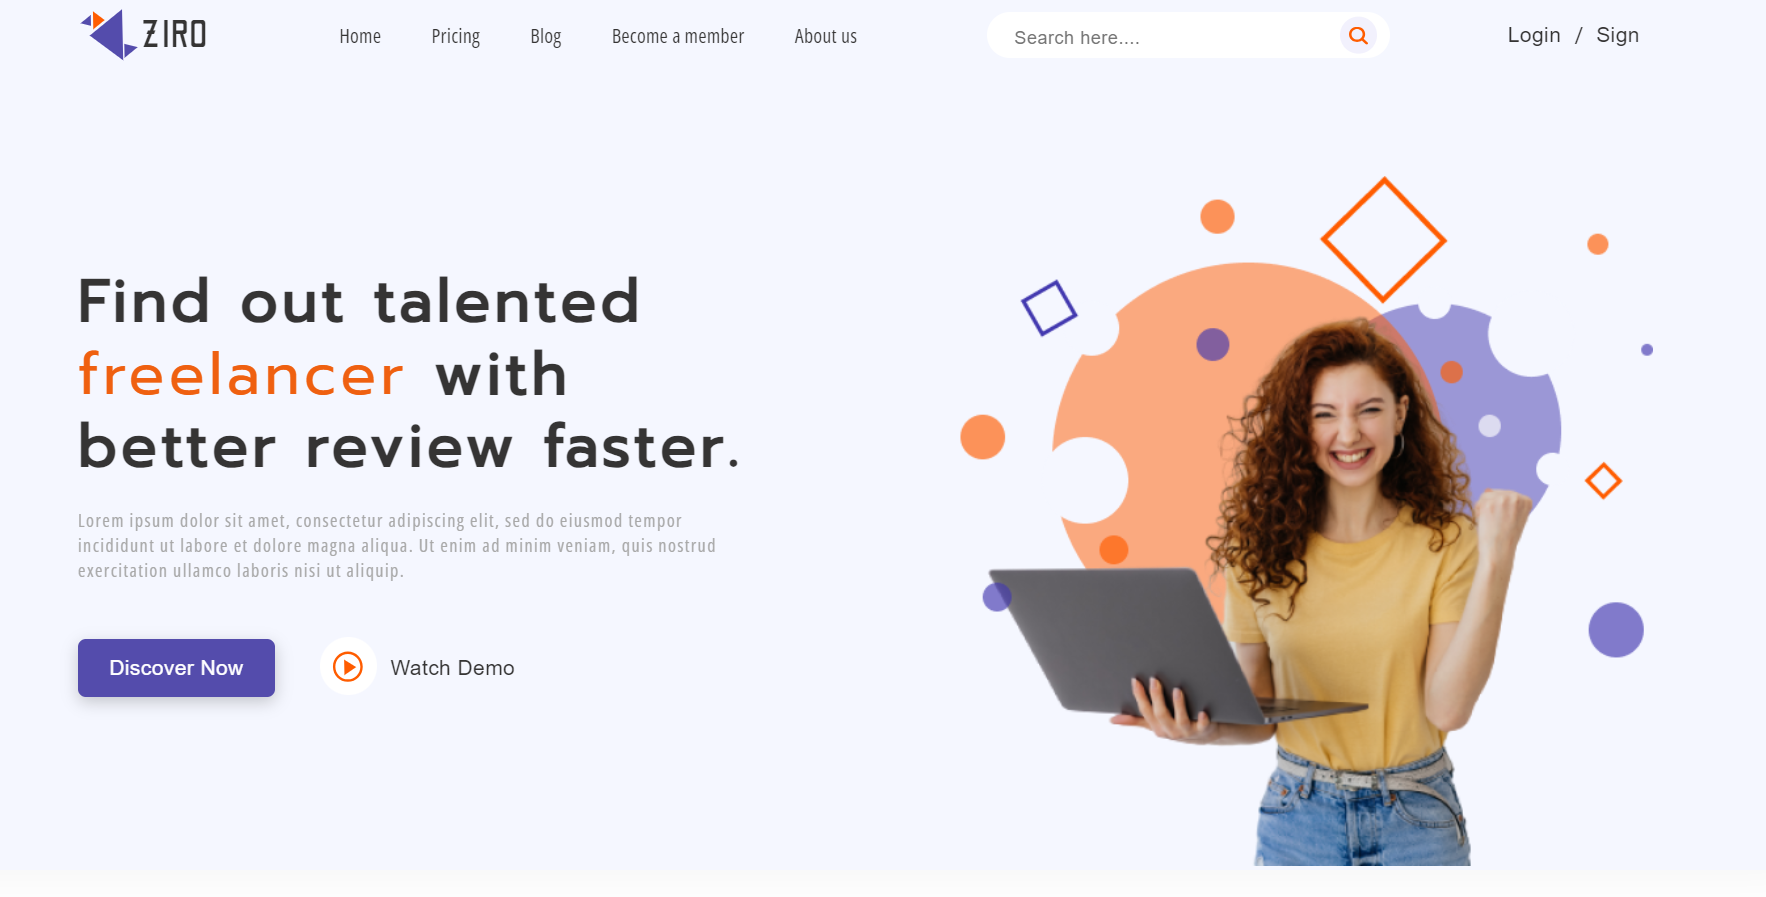 ZIRO
Home Pricing Blog Become a member About us
Search here....
Login / Sign
Find out talented
freelancer with
better review faster.
Lorem ipsum dolor sit amet, consectetur adipiscing elit, sed do eiusmod tempor
incididunt ut labore et dolore magna aliqua. Ut enim ad minim veniam, quis nostrud
exercitation ullamco laboris nisi ut aliquip.
Discover Now
Watch Demo